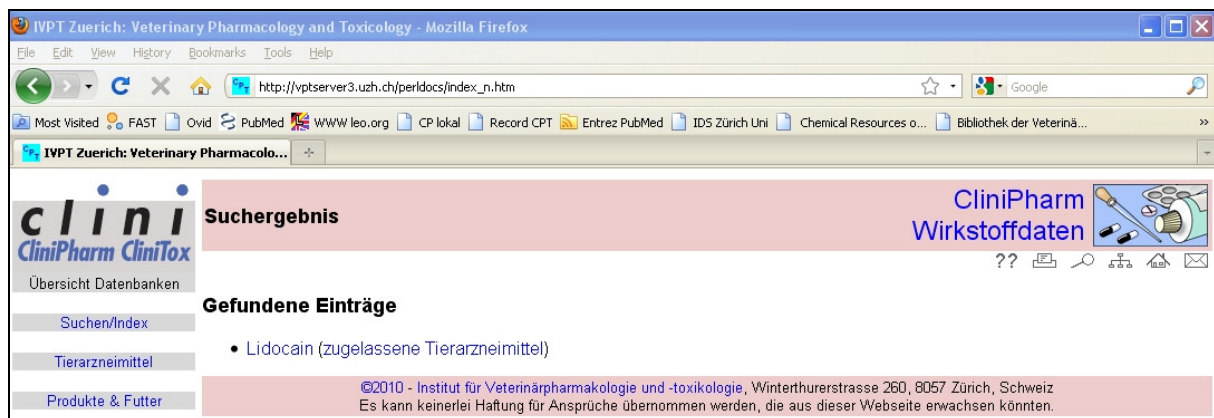 IVPT Zuerich: Veterinary Pharmacology and Toxicology - Mozilla Firefox
File Edit View History Bookmarks Tools Help
http://vptserver3.uzh.ch/perldocs/index_n.htm
Google
Most Visited FAST Ovid PubMed WWW leo.org CP lokal Record CPT Entrez PubMed IDS Zürich Uni Chemical Resources o... Bibliothek der Veterinä... »
CPT IVPT Zuerich: Veterinary Pharmacolo...
clini
CliniPharm CliniTox
Übersicht Datenbanken
Suchen/Index
Tierarzneimittel
Produkte & Futter
Suchergebnis
CliniPharm
Wirkstoffdaten
??
Gefundene Einträge
• Lidocain (zugelassene Tierarzneimittel)
©2010 - Institut für Veterinärpharmakologie und -toxikologie, Winterthurerstrasse 260, 8057 Zürich, Schweiz
Es kann keinerlei Haftung für Ansprüche übernommen werden, die aus dieser Webseite erwachsen könnten.